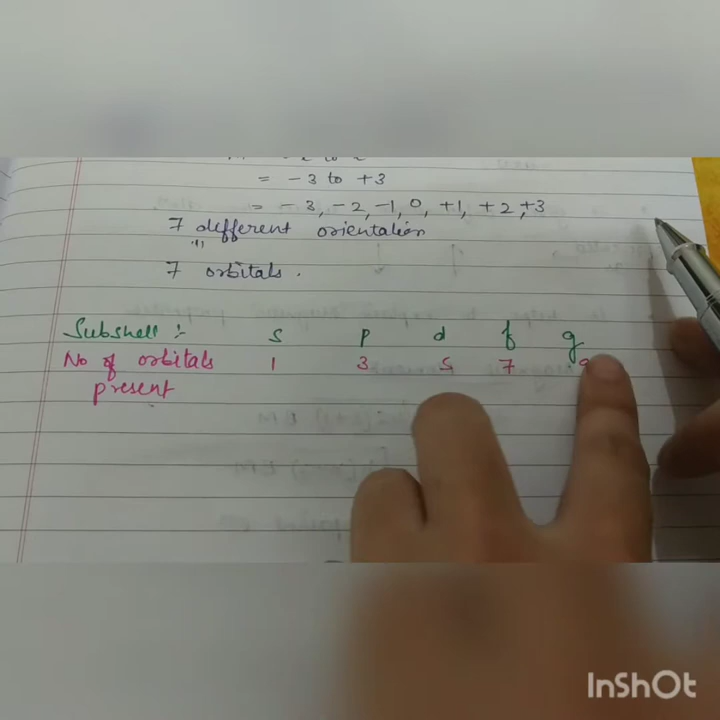 = -3 to +3
= -3, -2, -1, 0, +1, +2, +3
7 different orientation
7 orbitals.
Subshell :- s p d f g
No of orbitals 1 3 5 7 9
present
InShOt